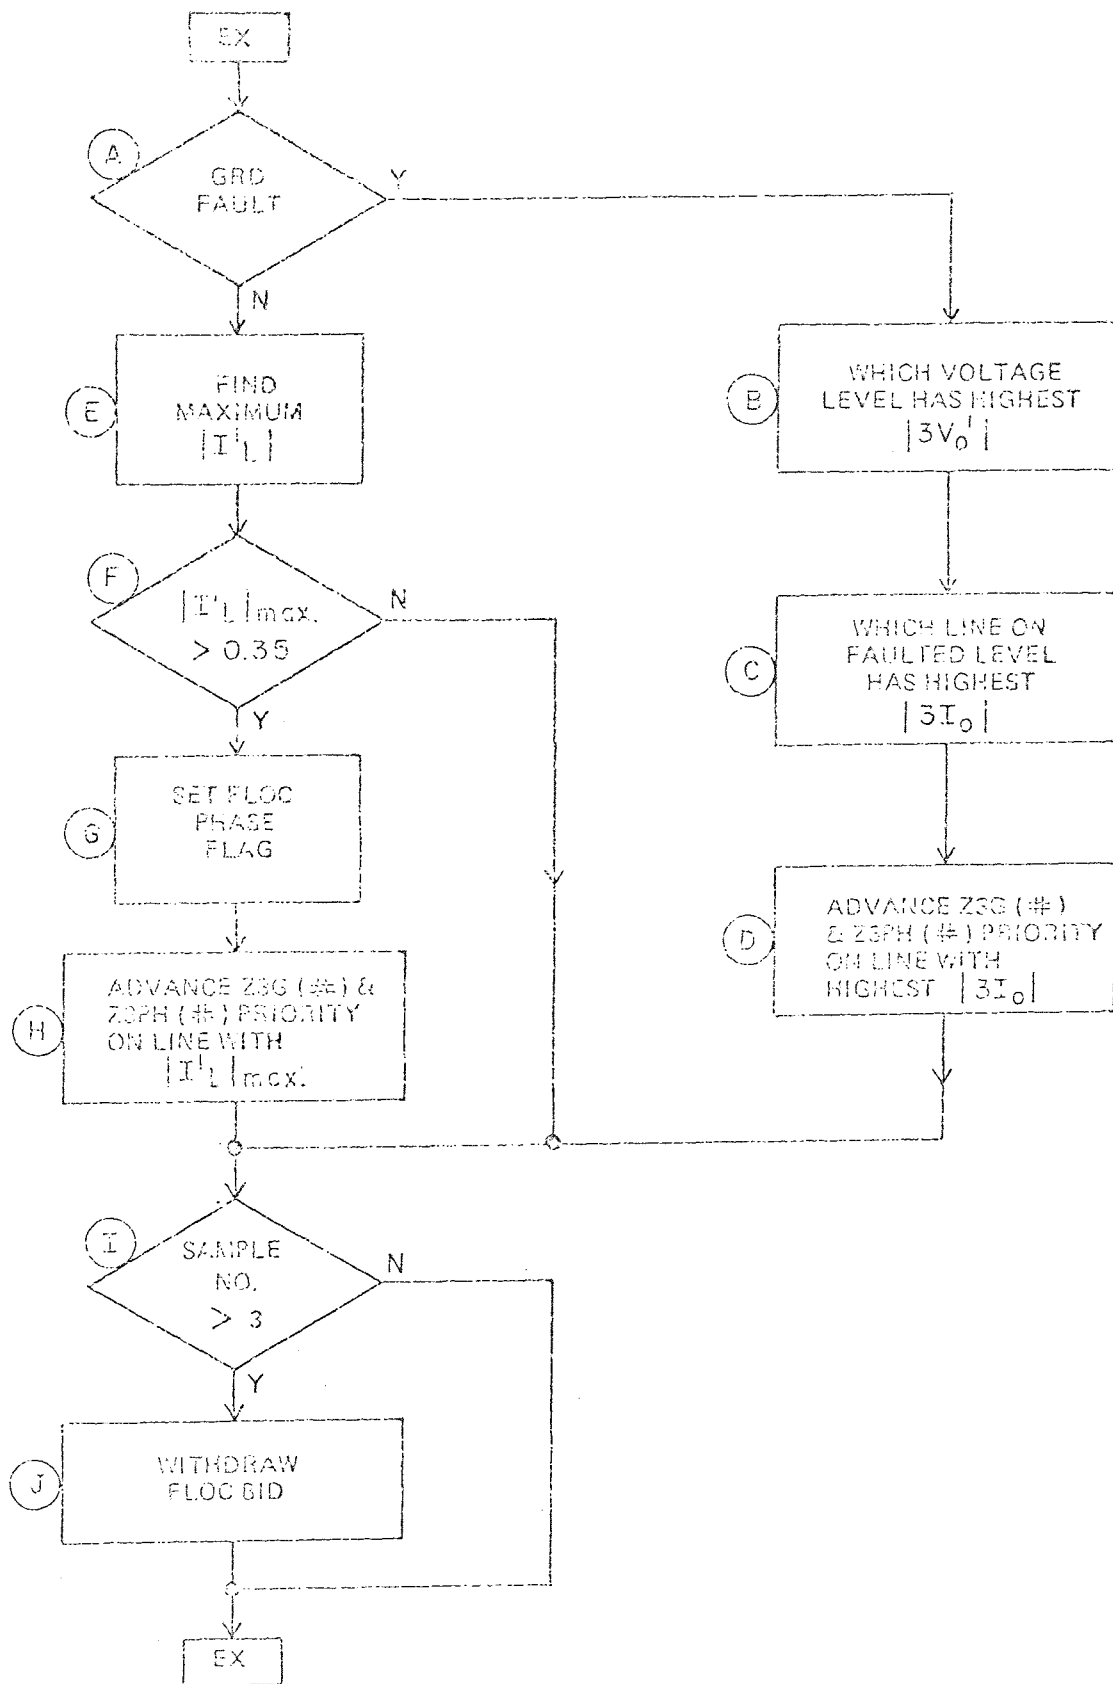 EX
A
GRD
FAULT
Y
N
E
FIND
MAXIMUM
|I'L|
B
WHICH VOLTAGE
LEVEL HAS HIGHEST
|3V0'|
F
|I'L|max.
> 0.35
N
Y
C
WHICH LINE ON
FAULTED LEVEL
HAS HIGHEST
|3I0|
G
SET FLOC
PHASE
FLAG
D
ADVANCE Z3G (#)
& Z3PH (#) PRIORITY
ON LINE WITH
HIGHEST |3I0|
H
ADVANCE Z3G (#) &
Z3PH (#) PRIORITY
ON LINE WITH
|I'L|max.
I
SAMPLE
NO.
> 3
N
Y
J
WITHDRAW
FLOC BID
EX